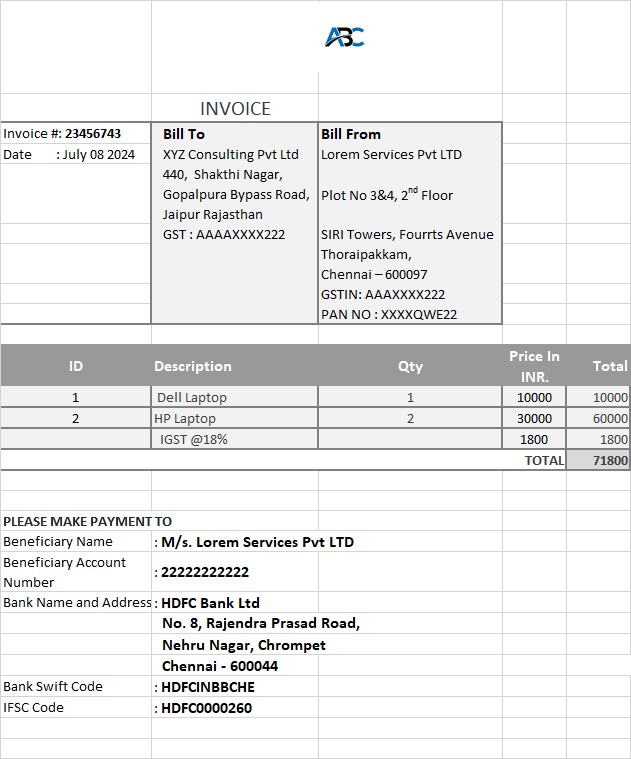 ABC
INVOICE
Invoice #: 23456743
Date : July 08 2024
Bill To
XYZ Consulting Pvt Ltd
440, Shakthi Nagar,
Gopalpura Bypass Road,
Jaipur Rajasthan
GST : AAAAXXXX222
Bill From
Lorem Services Pvt LTD
Plot No 3&4, 2nd Floor
SIRI Towers, Fourrts Avenue
Thoraipakkam,
Chennai – 600097
GSTIN: AAAXXXX222
PAN NO : XXXXQWE22
ID Description Qty Price In INR. Total
1 Dell Laptop 1 10000 10000
2 HP Laptop 2 30000 60000
IGST @18% 1800 1800
TOTAL 71800
PLEASE MAKE PAYMENT TO
Beneficiary Name : M/s. Lorem Services Pvt LTD
Beneficiary Account Number : 22222222222
Bank Name and Address : HDFC Bank Ltd
No. 8, Rajendra Prasad Road,
Nehru Nagar, Chrompet
Chennai - 600044
Bank Swift Code : HDFCINBBCHE
IFSC Code : HDFC0000260